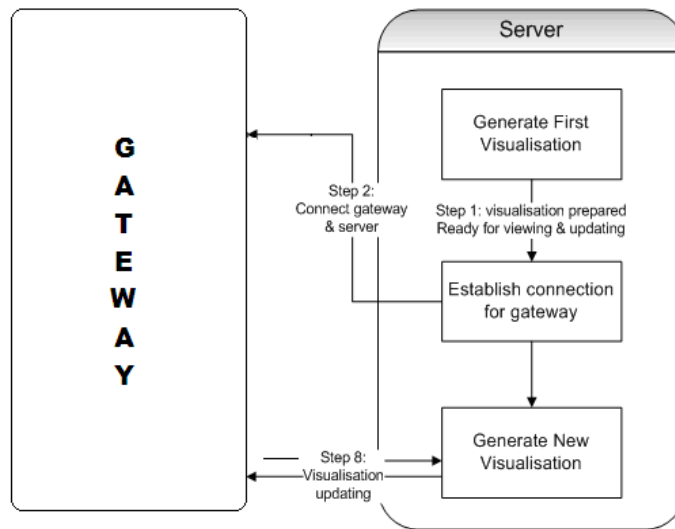 Server
G
A
T
E
W
A
Y
Generate First
Visualisation
Step 1: visualisation prepared
Ready for viewing & updating
Step 2:
Connect gateway
& server
Establish connection
for gateway
Generate New
Visualisation
Step 8:
Visualisation
updating